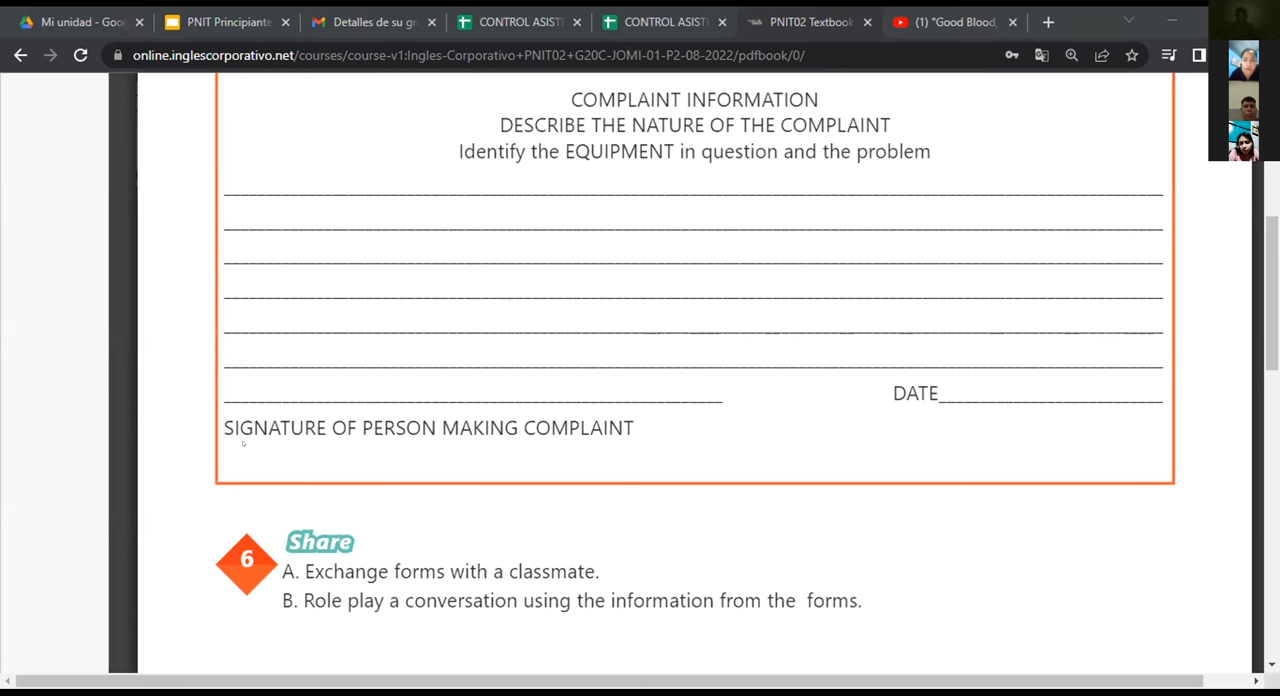 Mi unidad - Goo
PNIT Principiante
Detalles de su gr
CONTROL ASIST
CONTROL ASIST
PNIT02 Textbook
(1) "Good Blood,
online.inglescorporativo.net/courses/course-v1:Ingles-Corporativo+PNIT02+G20C-JOMI-01-P2-08-2022/pdfbook/0/
COMPLAINT INFORMATION
DESCRIBE THE NATURE OF THE COMPLAINT
Identify the EQUIPMENT in question and the problem
DATE
SIGNATURE OF PERSON MAKING COMPLAINT
6
Share
A. Exchange forms with a classmate.
B. Role play a conversation using the information from the forms.